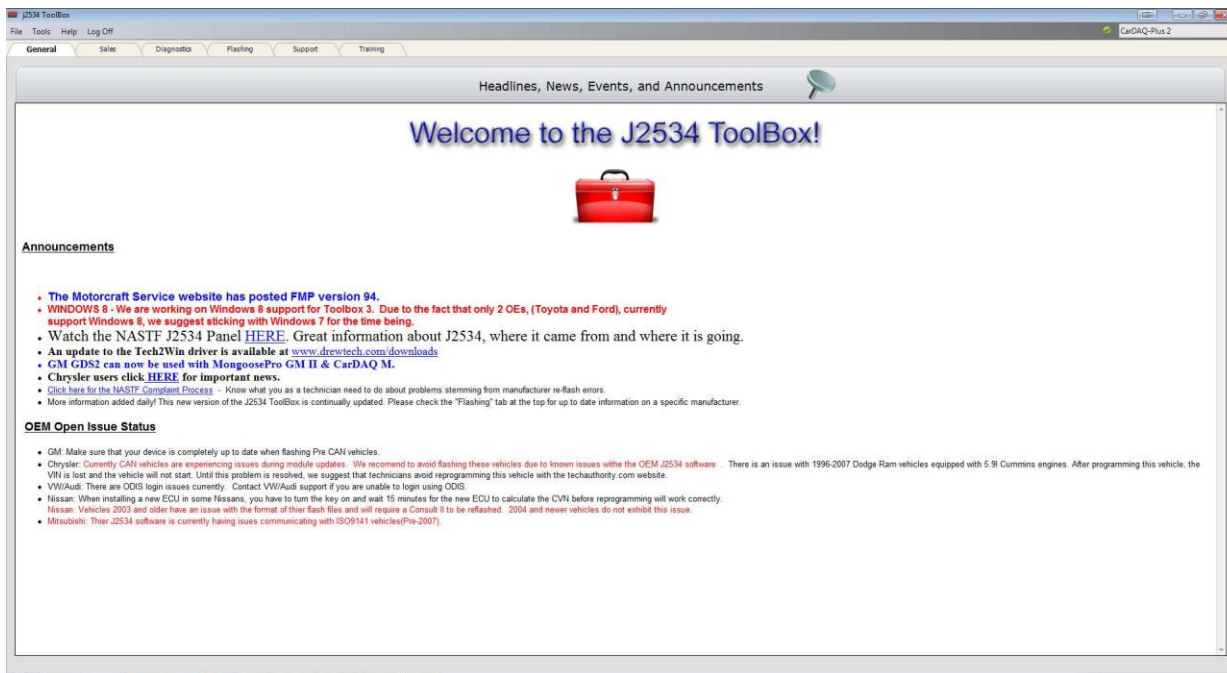 j2534 ToolBox
File Tools Help Log Off
CarDAQ-Plus 2
General Sales Diagnostics Flashing Support Training
Headlines, News, Events, and Announcements
Welcome to the J2534 ToolBox!
Announcements
The Motorcraft Service website has posted FMP version 94.
WINDOWS 8 - We are working on Windows 8 support for Toolbox 3. Due to the fact that only 2 OEs, (Toyota and Ford), currently
support Windows 8, we suggest sticking with Windows 7 for the time being.
Watch the NASTF J2534 Panel HERE. Great information about J2534, where it came from and where it is going.
An update to the Tech2Win driver is available at www.drewtech.com/downloads
GM GDS2 can now be used with MongoosePro GM II & CarDAQ M.
Chrysler users click HERE for important news.
Click here for the NASTF Complaint Process - Know what you as a technician need to do about problems stemming from manufacturer re-flash errors.
More information added daily! This new version of the J2534 ToolBox is continually updated. Please check the "Flashing" tab at the top for up to date information on a specific manufacturer.
OEM Open Issue Status
GM: Make sure that your device is completely up to date when flashing Pre CAN vehicles.
Chrysler: Currently CAN vehicles are experiencing issues during module updates. We recomend to avoid flashing these vehicles due to known issues withe the OEM J2534 software . There is an issue with 1996-2007 Dodge Ram vehicles equipped with 5.9l Cummins engines. After programming this vehicle, the
VIN is lost and the vehicle will not start. Until this problem is resolved, we suggest that technicians avoid reprogramming this vehicle with the techauthority.com website.
VW/Audi: There are ODIS login issues currently. Contact VW/Audi support if you are unable to login using ODIS.
Nissan: When installing a new ECU in some Nissans, you have to turn the key on and wait 15 minutes for the new ECU to calculate the CVN before reprogramming will work correctly.
Nissan: Vehicles 2003 and older have an issue with the format of thier flash files and will require a Consult II to be reflashed. 2004 and newer vehicles do not exhibit this issue.
Mitsubishi: Thier J2534 software is currently having isues communicating with ISO9141 vehicles(Pre-2007).